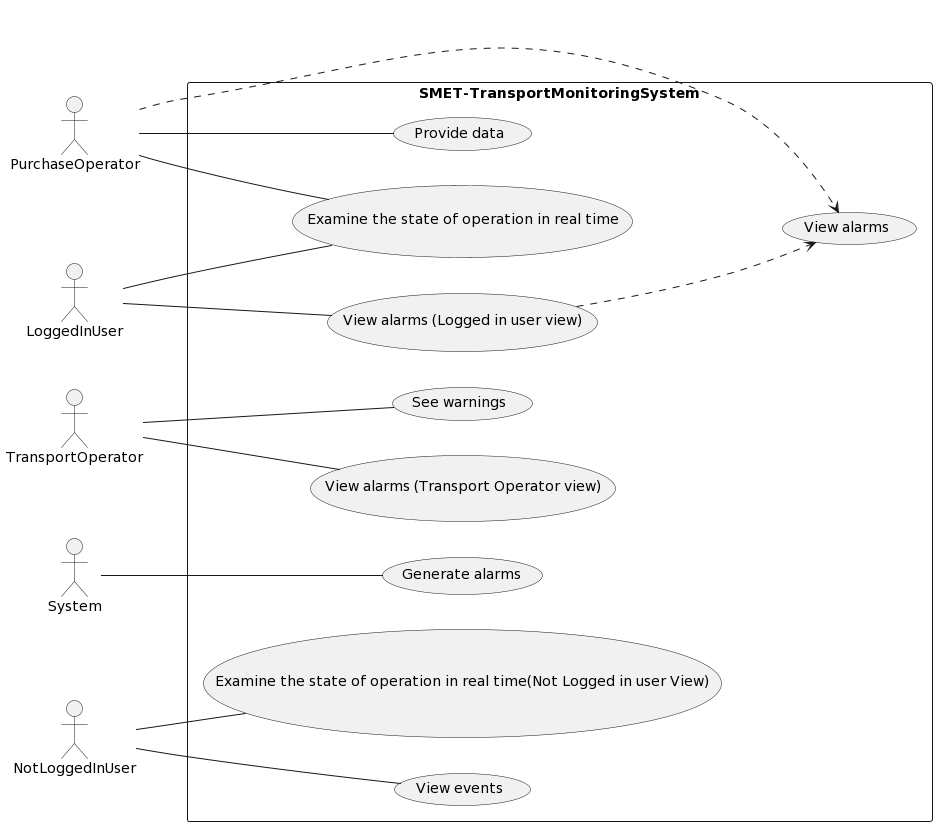 SMET-TransportMonitoringSystem
PurchaseOperator
Provide data
Examine the state of operation in real time
View alarms
LoggedInUser
View alarms (Logged in user view)
See warnings
TransportOperator
View alarms (Transport Operator view)
Generate alarms
System
Examine the state of operation in real time(Not Logged in user View)
NotLoggedInUser
View events